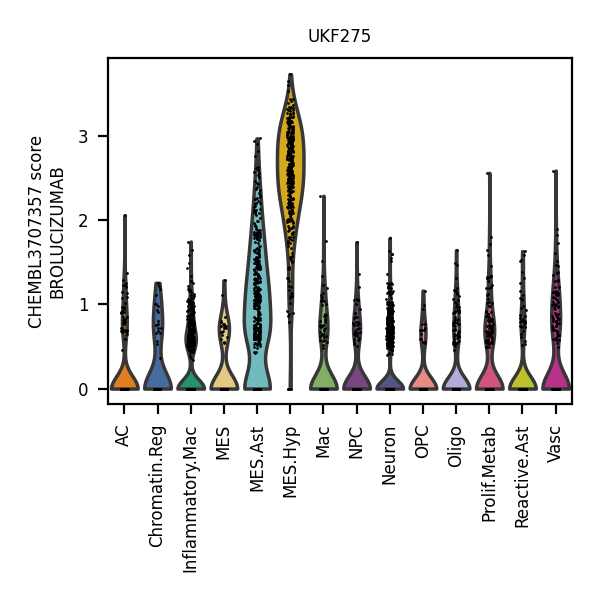 UKF275
CHEMBL3707357 score
BROLUCIZUMAB
3
2
1
0
AC
Chromatin.Reg
Inflammatory.Mac
MES
MES.Ast
MES.Hyp
Mac
NPC
Neuron
OPC
Oligo
Prolif.Metab
Reactive.Ast
Vasc